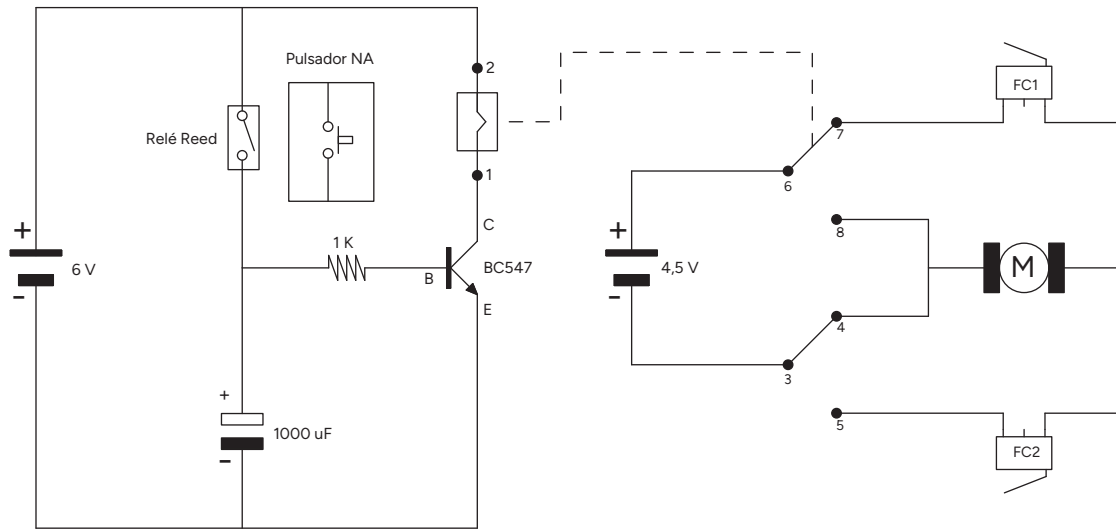 Pulsador NA
Relé Reed
2
1
C
1 K
B
BC547
E
+
6 V
-
+
1000 uF
-
FC1
7
6
8
+
4,5 V
-
M
4
3
5
FC2